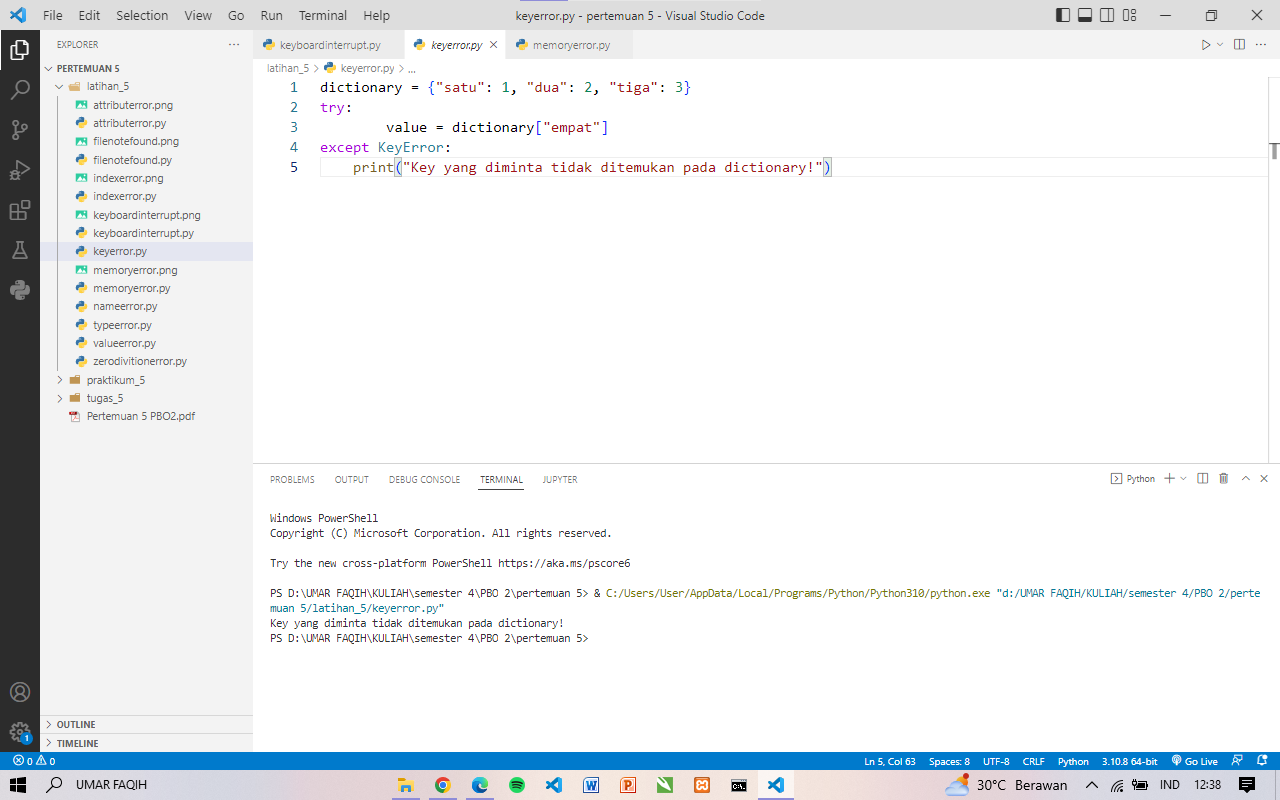 File Edit Selection View Go Run Terminal Help
keyerror.py - pertemuan 5 - Visual Studio Code
EXPLORER
PERTEMUAN 5
latihan_5
attributerror.png
attributerror.py
filenotfound.png
filenotfound.py
indexerror.png
indexerror.py
keyboardinterrupt.png
keyboardinterrupt.py
keyerror.py
memoryerror.png
memoryerror.py
nameerror.py
typeerror.py
valueerror.py
zerodivitionerror.py
praktikum_5
tugas_5
Pertemuan 5 PBO2.pdf
OUTLINE
TIMELINE
keyboardinterrupt.py keyerror.py memoryerror.py
latihan_5 > keyerror.py > ...
1 dictionary = {"satu": 1, "dua": 2, "tiga": 3}
2 try:
3         value = dictionary["empat"]
4 except KeyError:
5     print("Key yang diminta tidak ditemukan pada dictionary!")
PROBLEMS OUTPUT DEBUG CONSOLE TERMINAL JUPYTER
Python
Windows PowerShell
Copyright (C) Microsoft Corporation. All rights reserved.
Try the new cross-platform PowerShell https://aka.ms/pscore6
PS D:\UMAR FAQIH\KULIAH\semester 4\PBO 2\pertemuan 5> & C:/Users/User/AppData/Local/Programs/Python/Python310/python.exe "d:/UMAR FAQIH/KULIAH/semester 4/PBO 2/perte
muan 5/latihan_5/keyerror.py"
Key yang diminta tidak ditemukan pada dictionary!
PS D:\UMAR FAQIH\KULIAH\semester 4\PBO 2\pertemuan 5>
1
0 0
Ln 5, Col 63 Spaces: 8 UTF-8 CRLF Python 3.10.8 64-bit Go Live
UMAR FAQIH
30°C Berawan IND 12:38